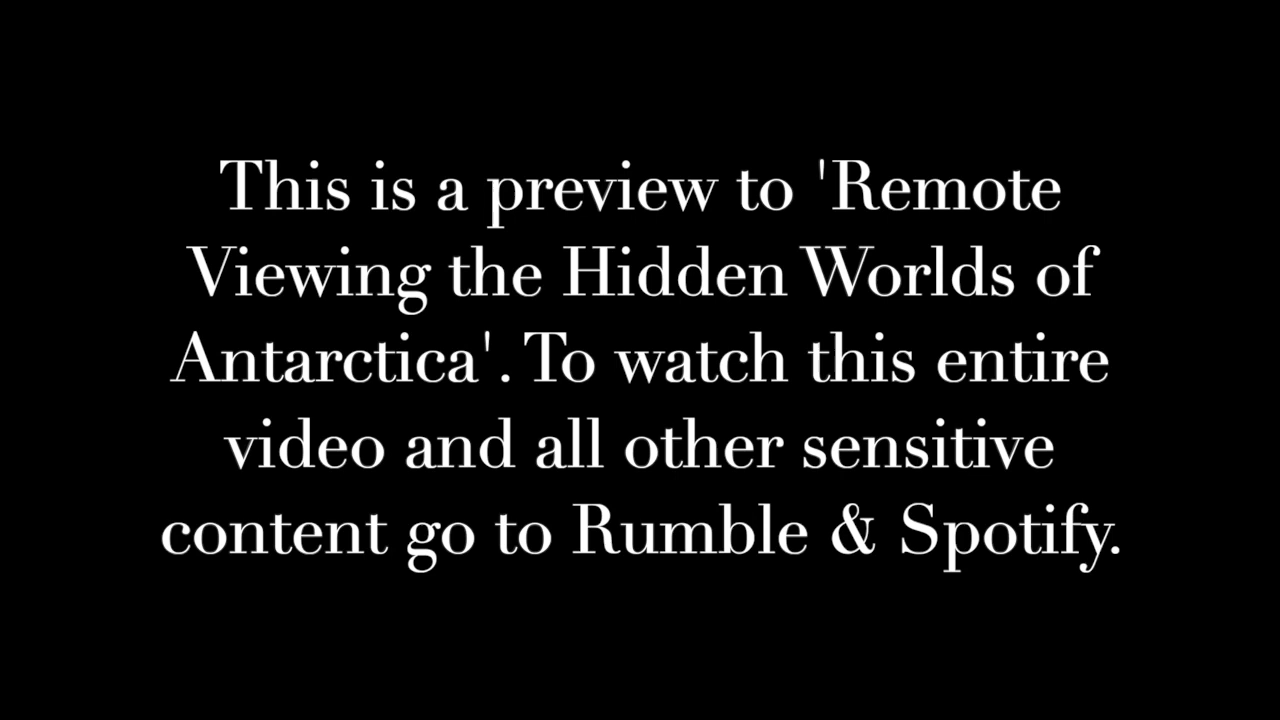 This is a preview to 'Remote
Viewing the Hidden Worlds of
Antarctica'. To watch this entire
video and all other sensitive
content go to Rumble & Spotify.